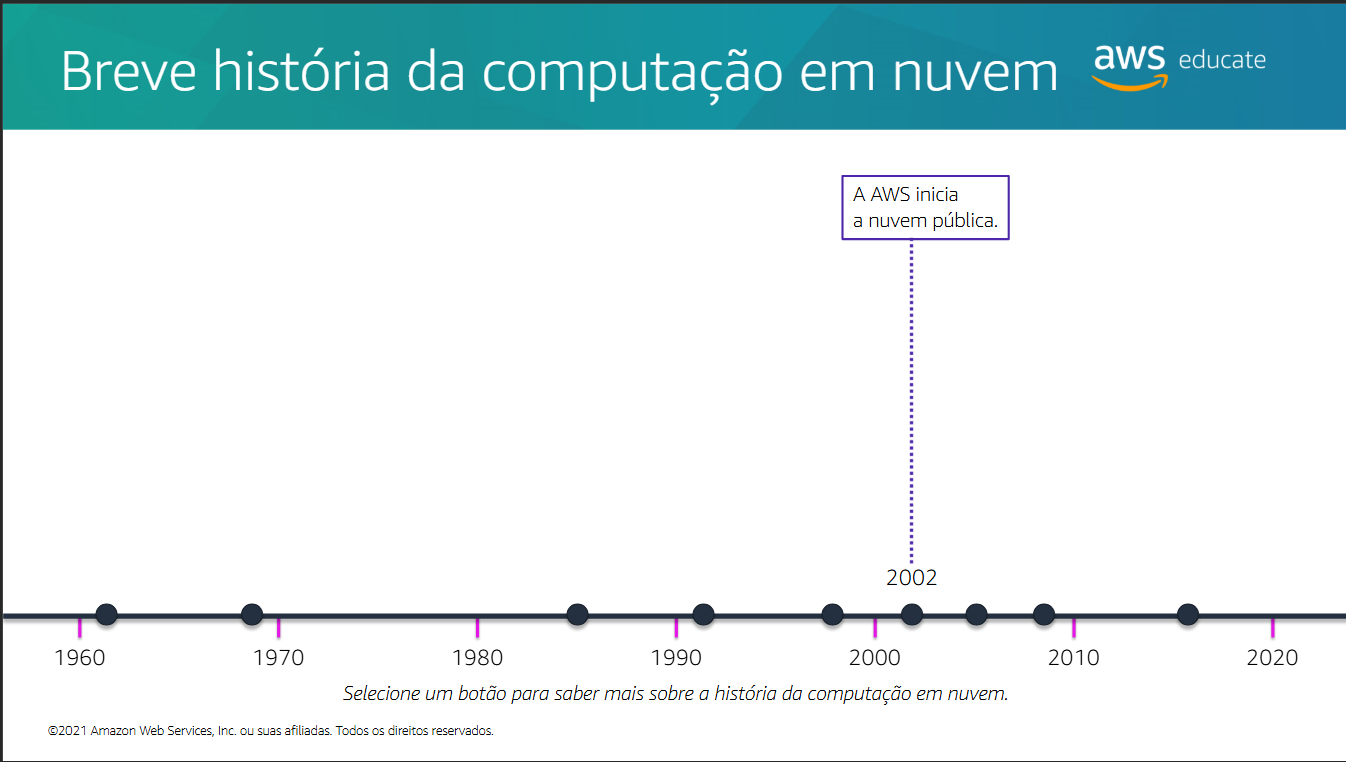 Breve história da computação em nuvem
aws educate
A AWS inicia
a nuvem pública.
2002
1960 1970 1980 1990 2000 2010 2020
Selecione um botão para saber mais sobre a história da computação em nuvem.
©2021 Amazon Web Services, Inc. ou suas afiliadas. Todos os direitos reservados.